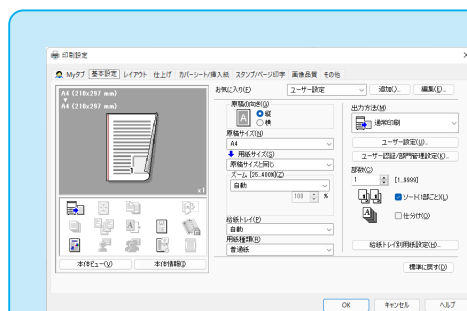 印刷設定
Myタブ 基本設定 レイアウト 仕上げ カバーシート/挿入紙 スタンプ/ページ印字 画像品質 その他
A4 (210x297 mm)
A4 (210x297 mm)
x1
本体ビュー(V)
本体情報(I)
お気に入り(F)
ユーザー設定
追加(J)...
編集(E)...
原稿の向き(G)
縦
横
原稿サイズ(N)
A4
用紙サイズ(S)
原稿サイズと同じ
ズーム [25..400%](Z)
自動
100 %
給紙トレイ(P)
自動
用紙種類(R)
普通紙
出力方法(M)
通常印刷
ユーザー設定(U)...
ユーザー認証/部門管理設定(K)...
部数(C)
1 [1..9999]
ソート(1部ごと)(L)
仕分け(O)
給紙トレイ別用紙設定(H)...
標準に戻す(D)
OK キャンセル ヘルプ